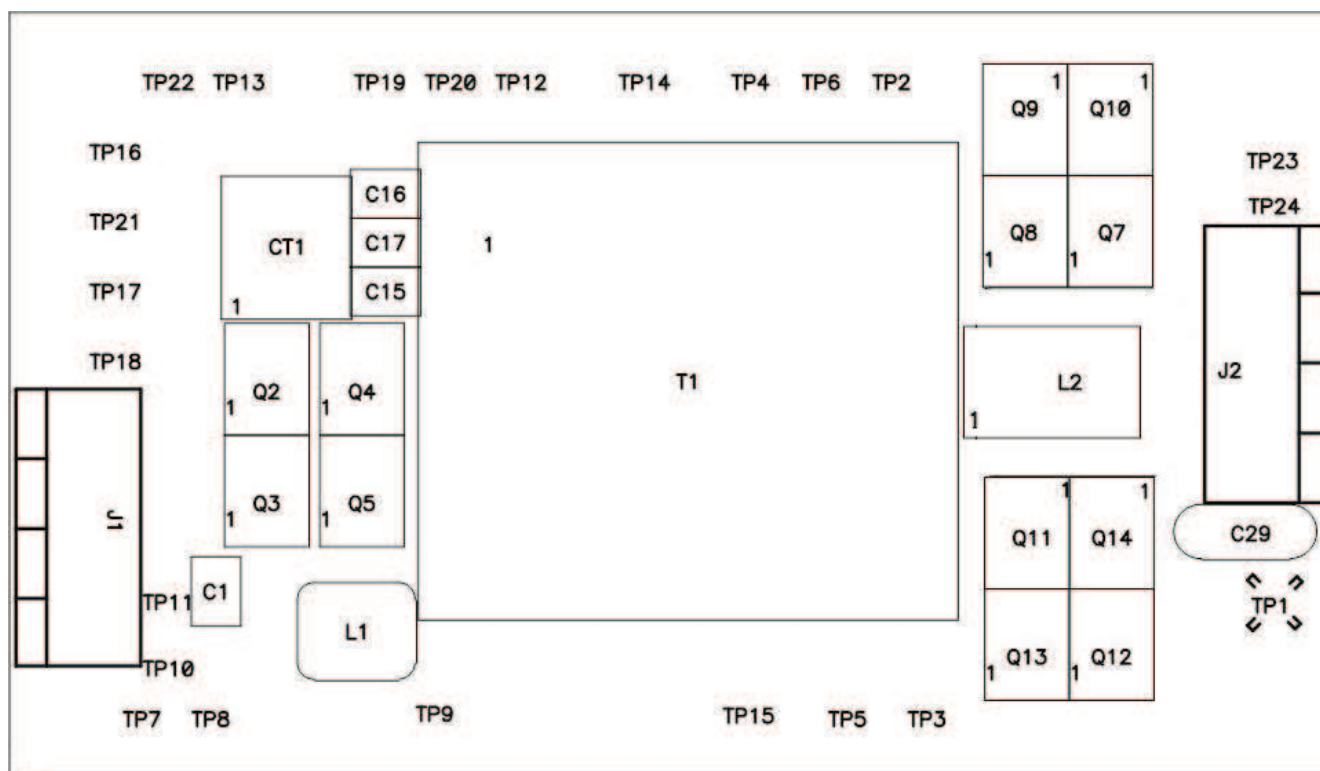 TP22 TP13 TP19 TP20 TP12 TP14 TP4 TP6 TP2
1 1
Q9 Q10
TP16
TP23
C16
TP24
TP21
Q8 Q7
CT1 C17 1
1 1
TP17 C15
1
TP18
J2
T1 L2
Q2 Q4
1 1
1
1 1
Q3 Q5
J1
1 1
C29
Q11 Q14
C1
TP11
TP1
L1
Q13 Q12
TP10
1 1
TP7 TP8 TP9 TP15 TP5 TP3